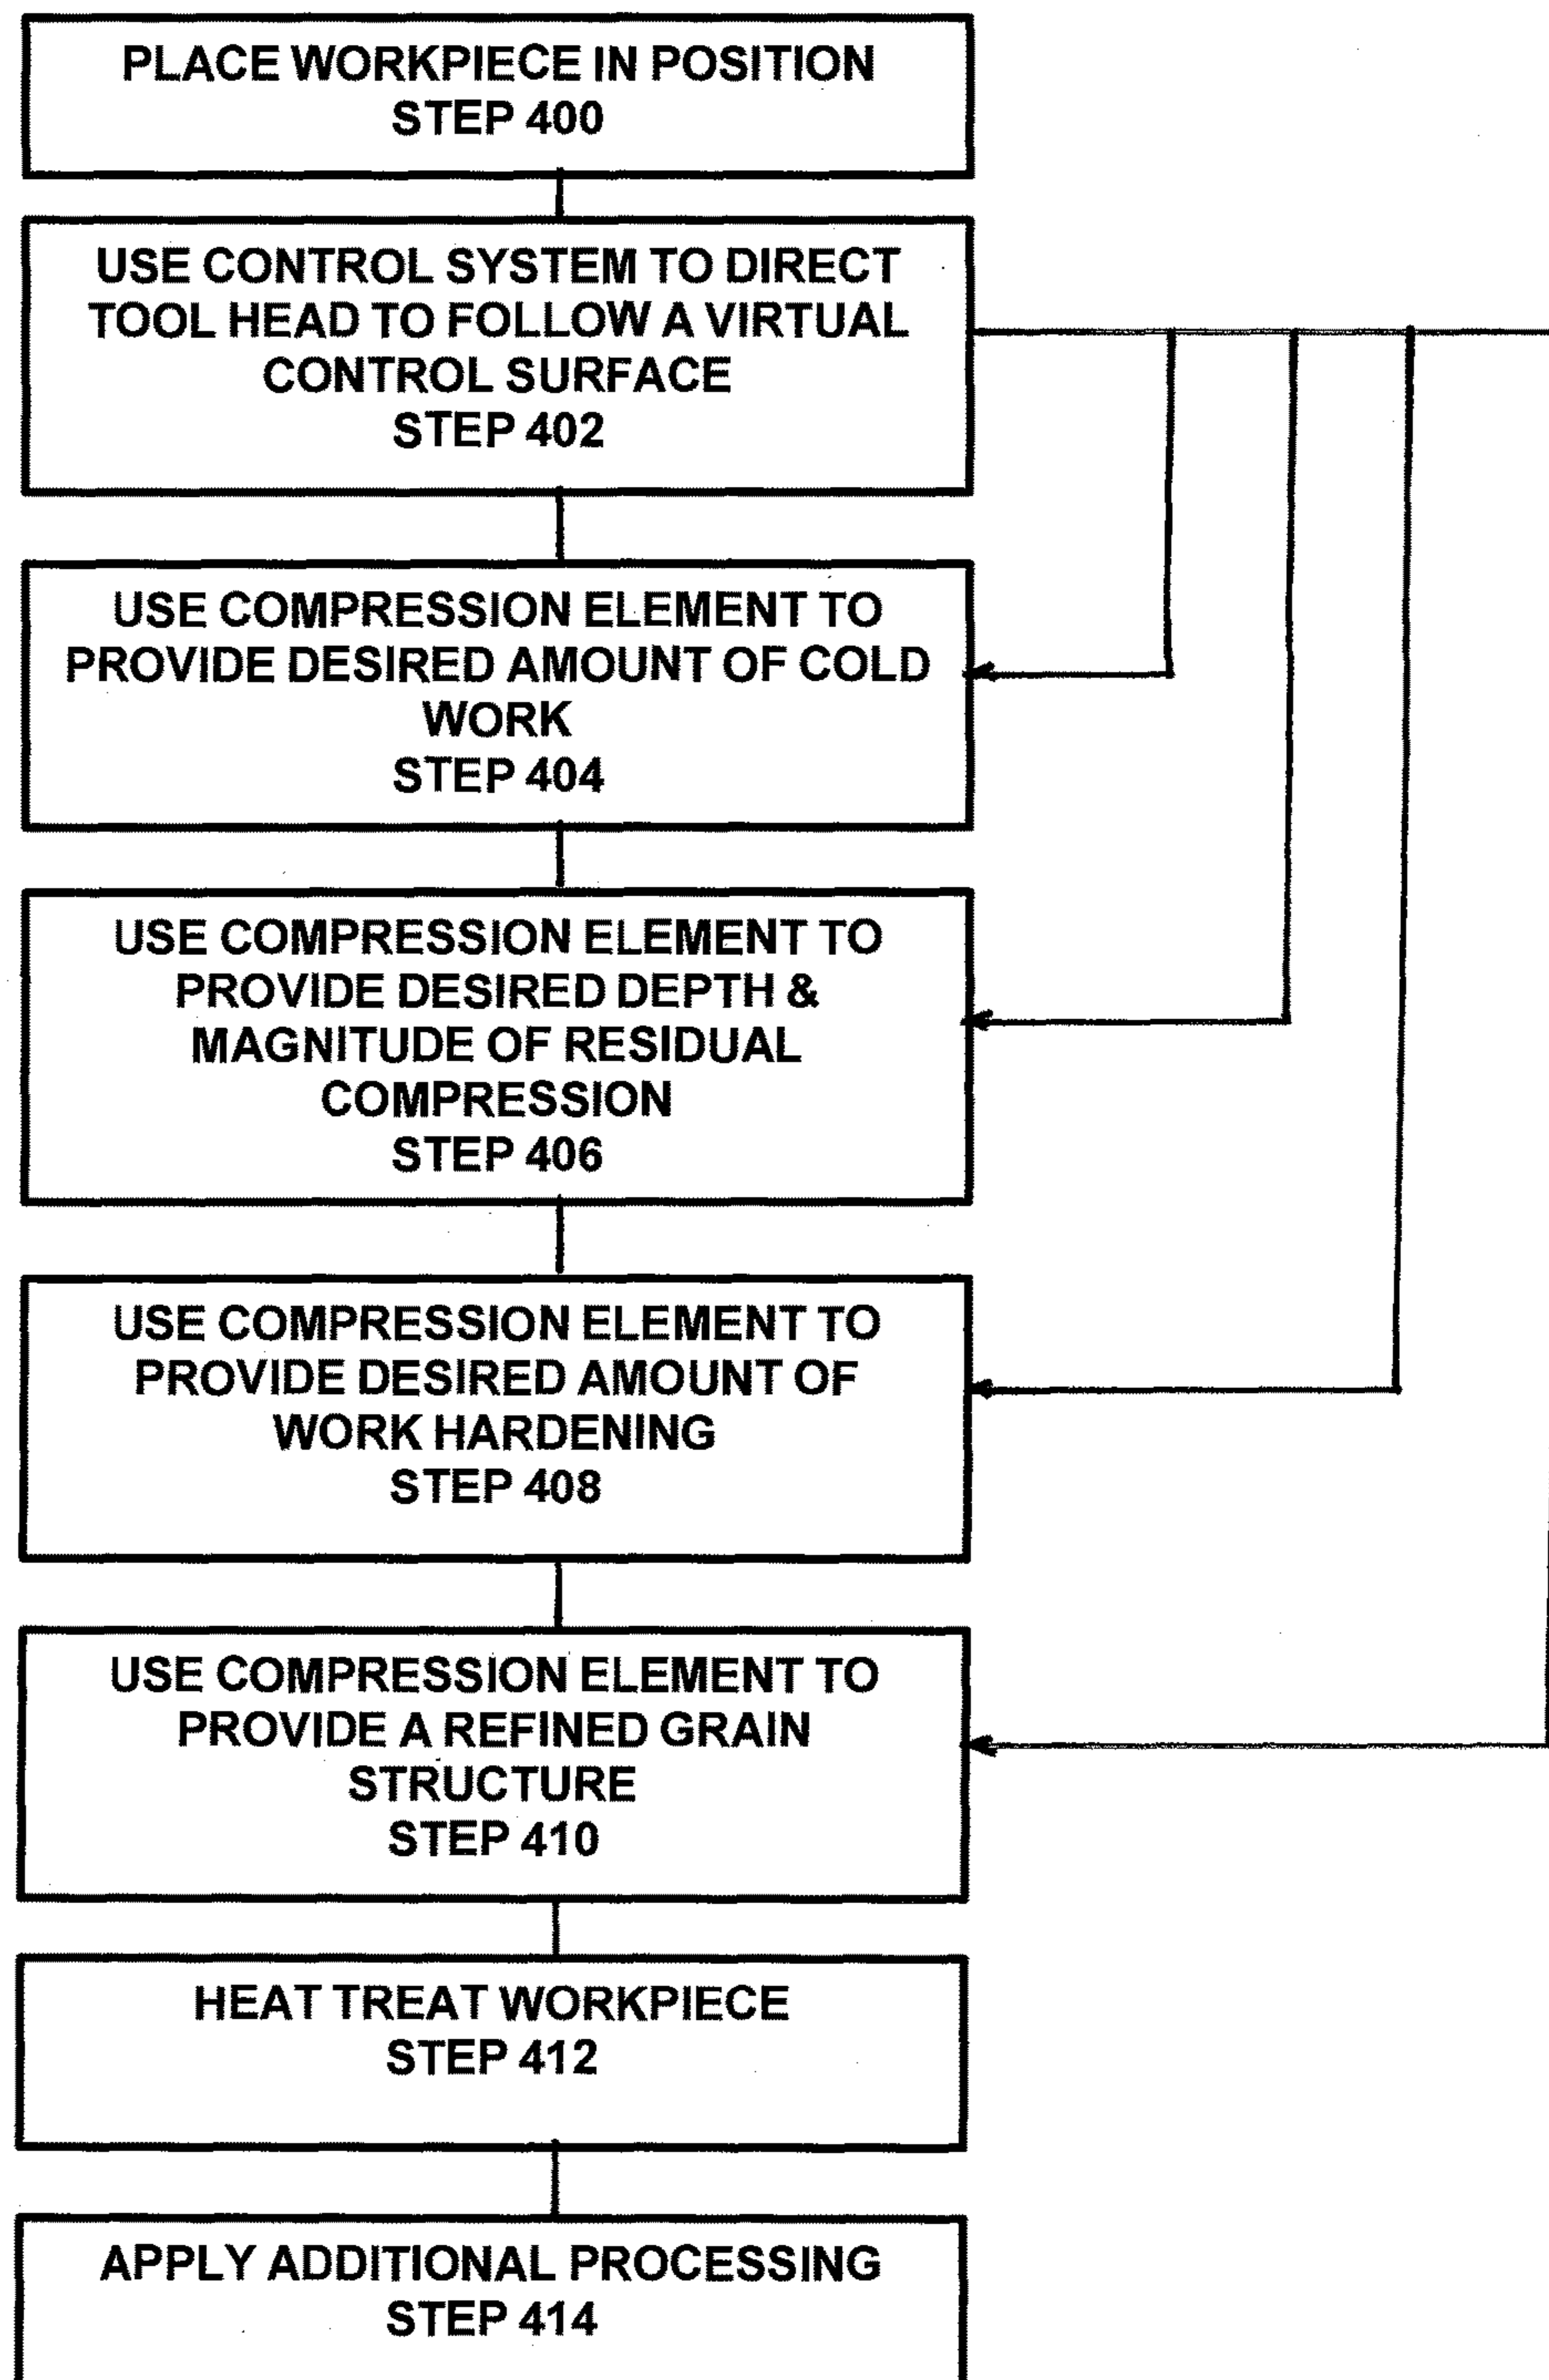 PLACE WORKPIECE IN POSITION
STEP 400
USE CONTROL SYSTEM TO DIRECT
TOOL HEAD TO FOLLOW A VIRTUAL
CONTROL SURFACE
STEP 402
USE COMPRESSION ELEMENT TO
PROVIDE DESIRED AMOUNT OF COLD
WORK
STEP 404
USE COMPRESSION ELEMENT TO
PROVIDE DESIRED DEPTH &
MAGNITUDE OF RESIDUAL
COMPRESSION
STEP 406
USE COMPRESSION ELEMENT TO
PROVIDE DESIRED AMOUNT OF
WORK HARDENING
STEP 408
USE COMPRESSION ELEMENT TO
PROVIDE A REFINED GRAIN
STRUCTURE
STEP 410
HEAT TREAT WORKPIECE
STEP 412
APPLY ADDITIONAL PROCESSING
STEP 414